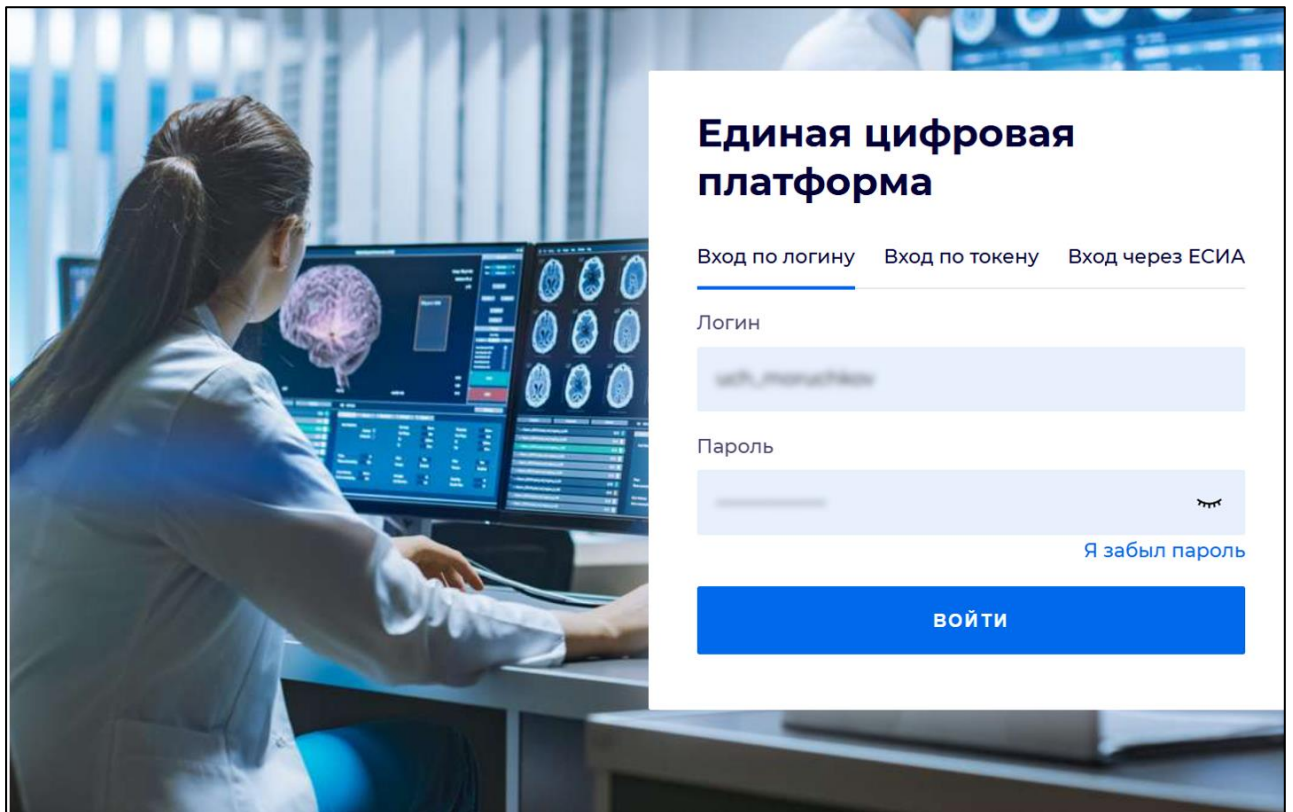 Единая цифровая
платформа
Вход по логину Вход по токену Вход через ЕСИА
Логин
Пароль
Я забыл пароль
ВОЙТИ